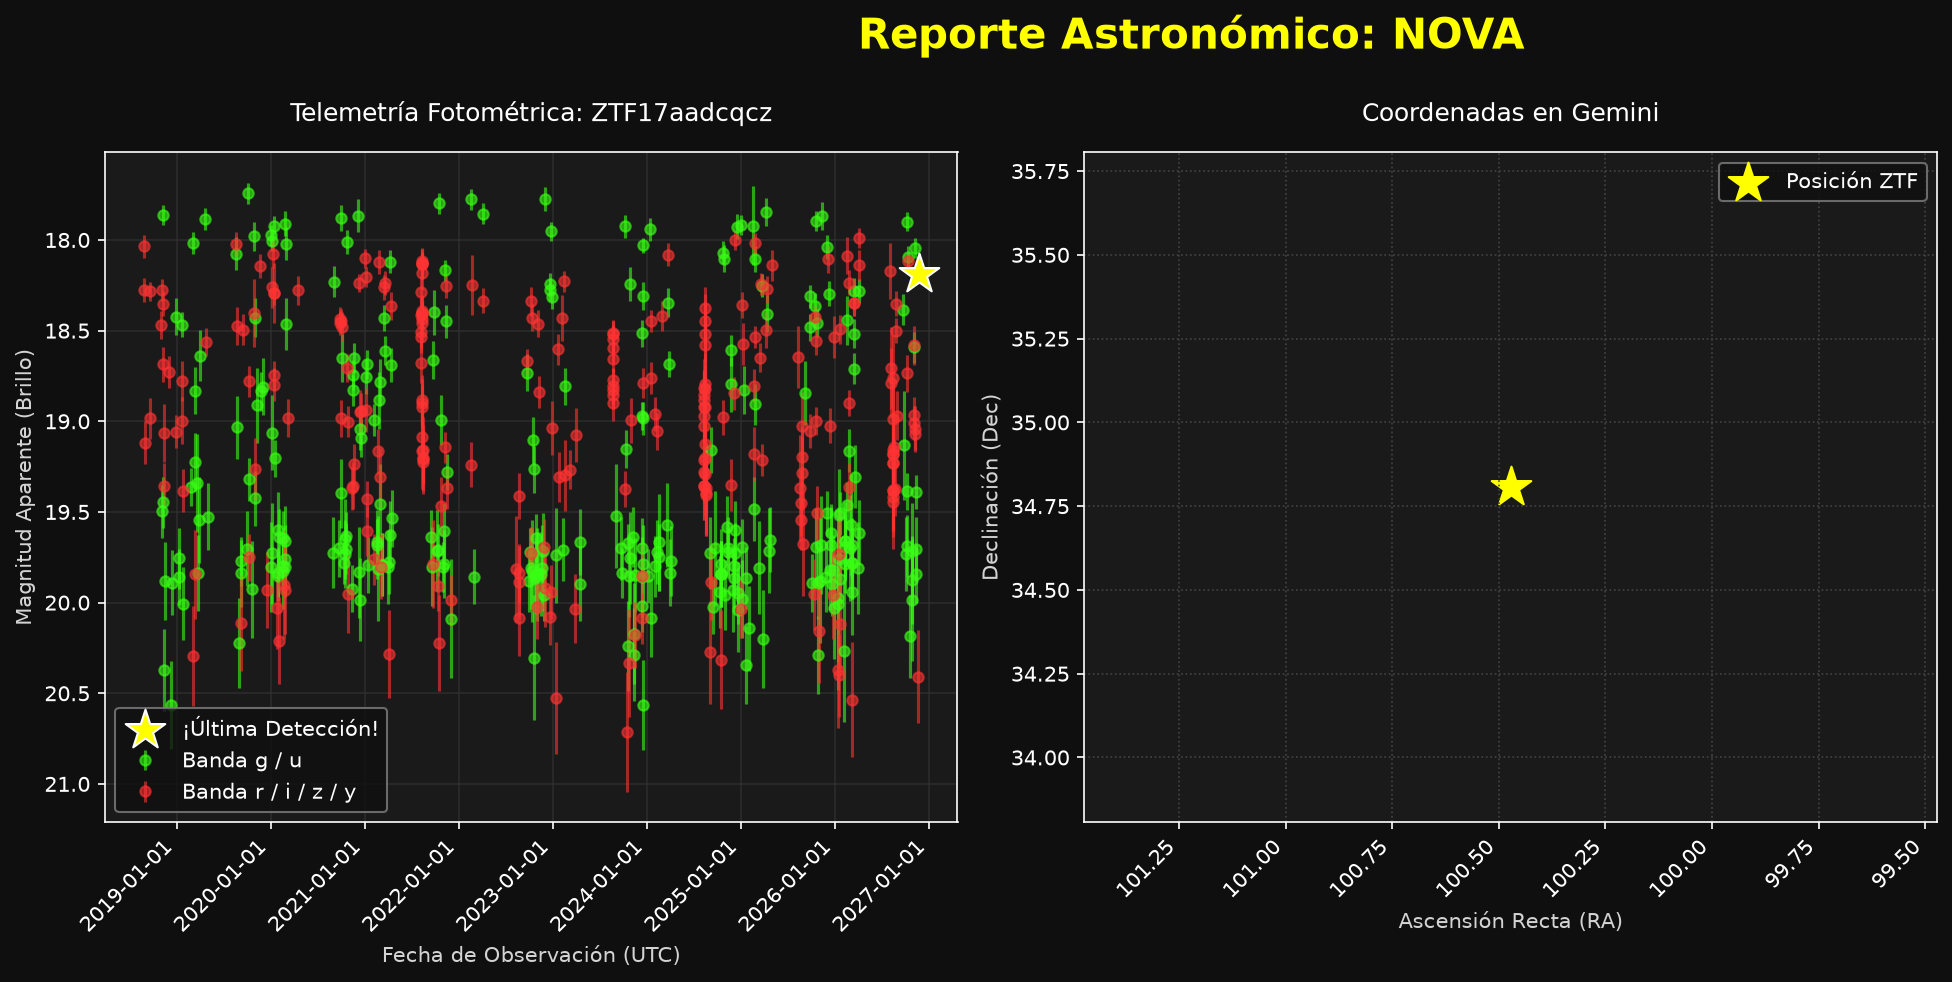 Reporte Astronómico: NOVA
Telemetría Fotométrica: ZTF17aadcqcz
Magnitud Aparente (Brillo)
18.0
18.5
19.0
19.5
20.0
20.5
21.0
¡Última Detección!
Banda g / u
Banda r / i / z / y
2019-01-01
2020-01-01
2021-01-01
2022-01-01
2023-01-01
2024-01-01
2025-01-01
2026-01-01
2027-01-01
Fecha de Observación (UTC)
Coordenadas en Gemini
Declinación (Dec)
35.75
35.50
35.25
35.00
34.75
34.50
34.25
34.00
Posición ZTF
101.25
101.00
100.75
100.50
100.25
100.00
99.75
99.50
Ascensión Recta (RA)